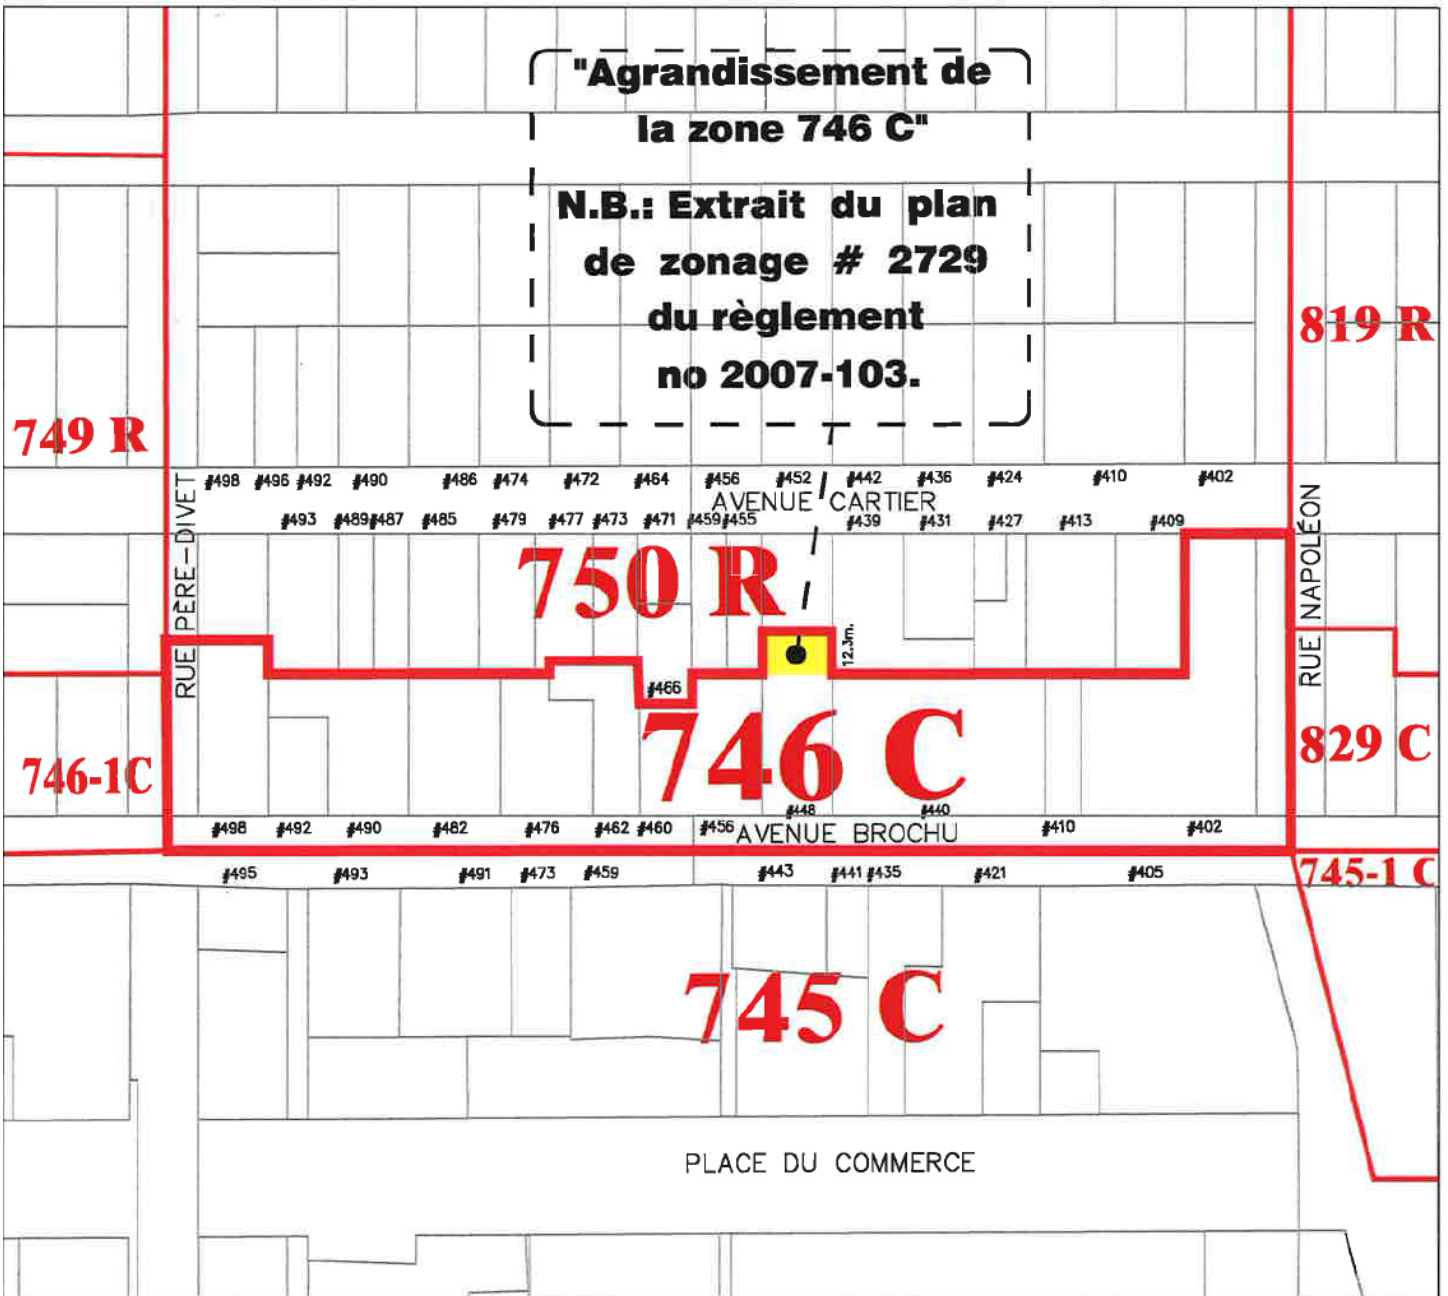 "Agrandissement de
la zone 746 C"
N.B.: Extrait du plan
de zonage # 2729
du règlement
no 2007-103.
819 R
749 R
#498 #496 #492 #490 #486 #474 #472 #464 #456 #452 #442 #436 #424 #410 #402
AVENUE CARTIER
#493 #489 #487 #485 #479 #477 #473 #471 #459 #455 #439 #431 #427 #413 #409
RUE PÈRE-DIVET
RUE NAPOLÉON
750 R
12.3m.
#466
746 C
746-1C
829 C
#448 #440
#498 #492 #490 #482 #476 #462 #460 #456 AVENUE BROCHU #410 #402
#495 #493 #491 #473 #459 #443 #441 #435 #421 #405
745-1 C
745 C
PLACE DU COMMERCE